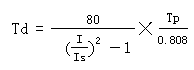 Td = 80 / ((I/Is)² − 1) × Tp / 0.808